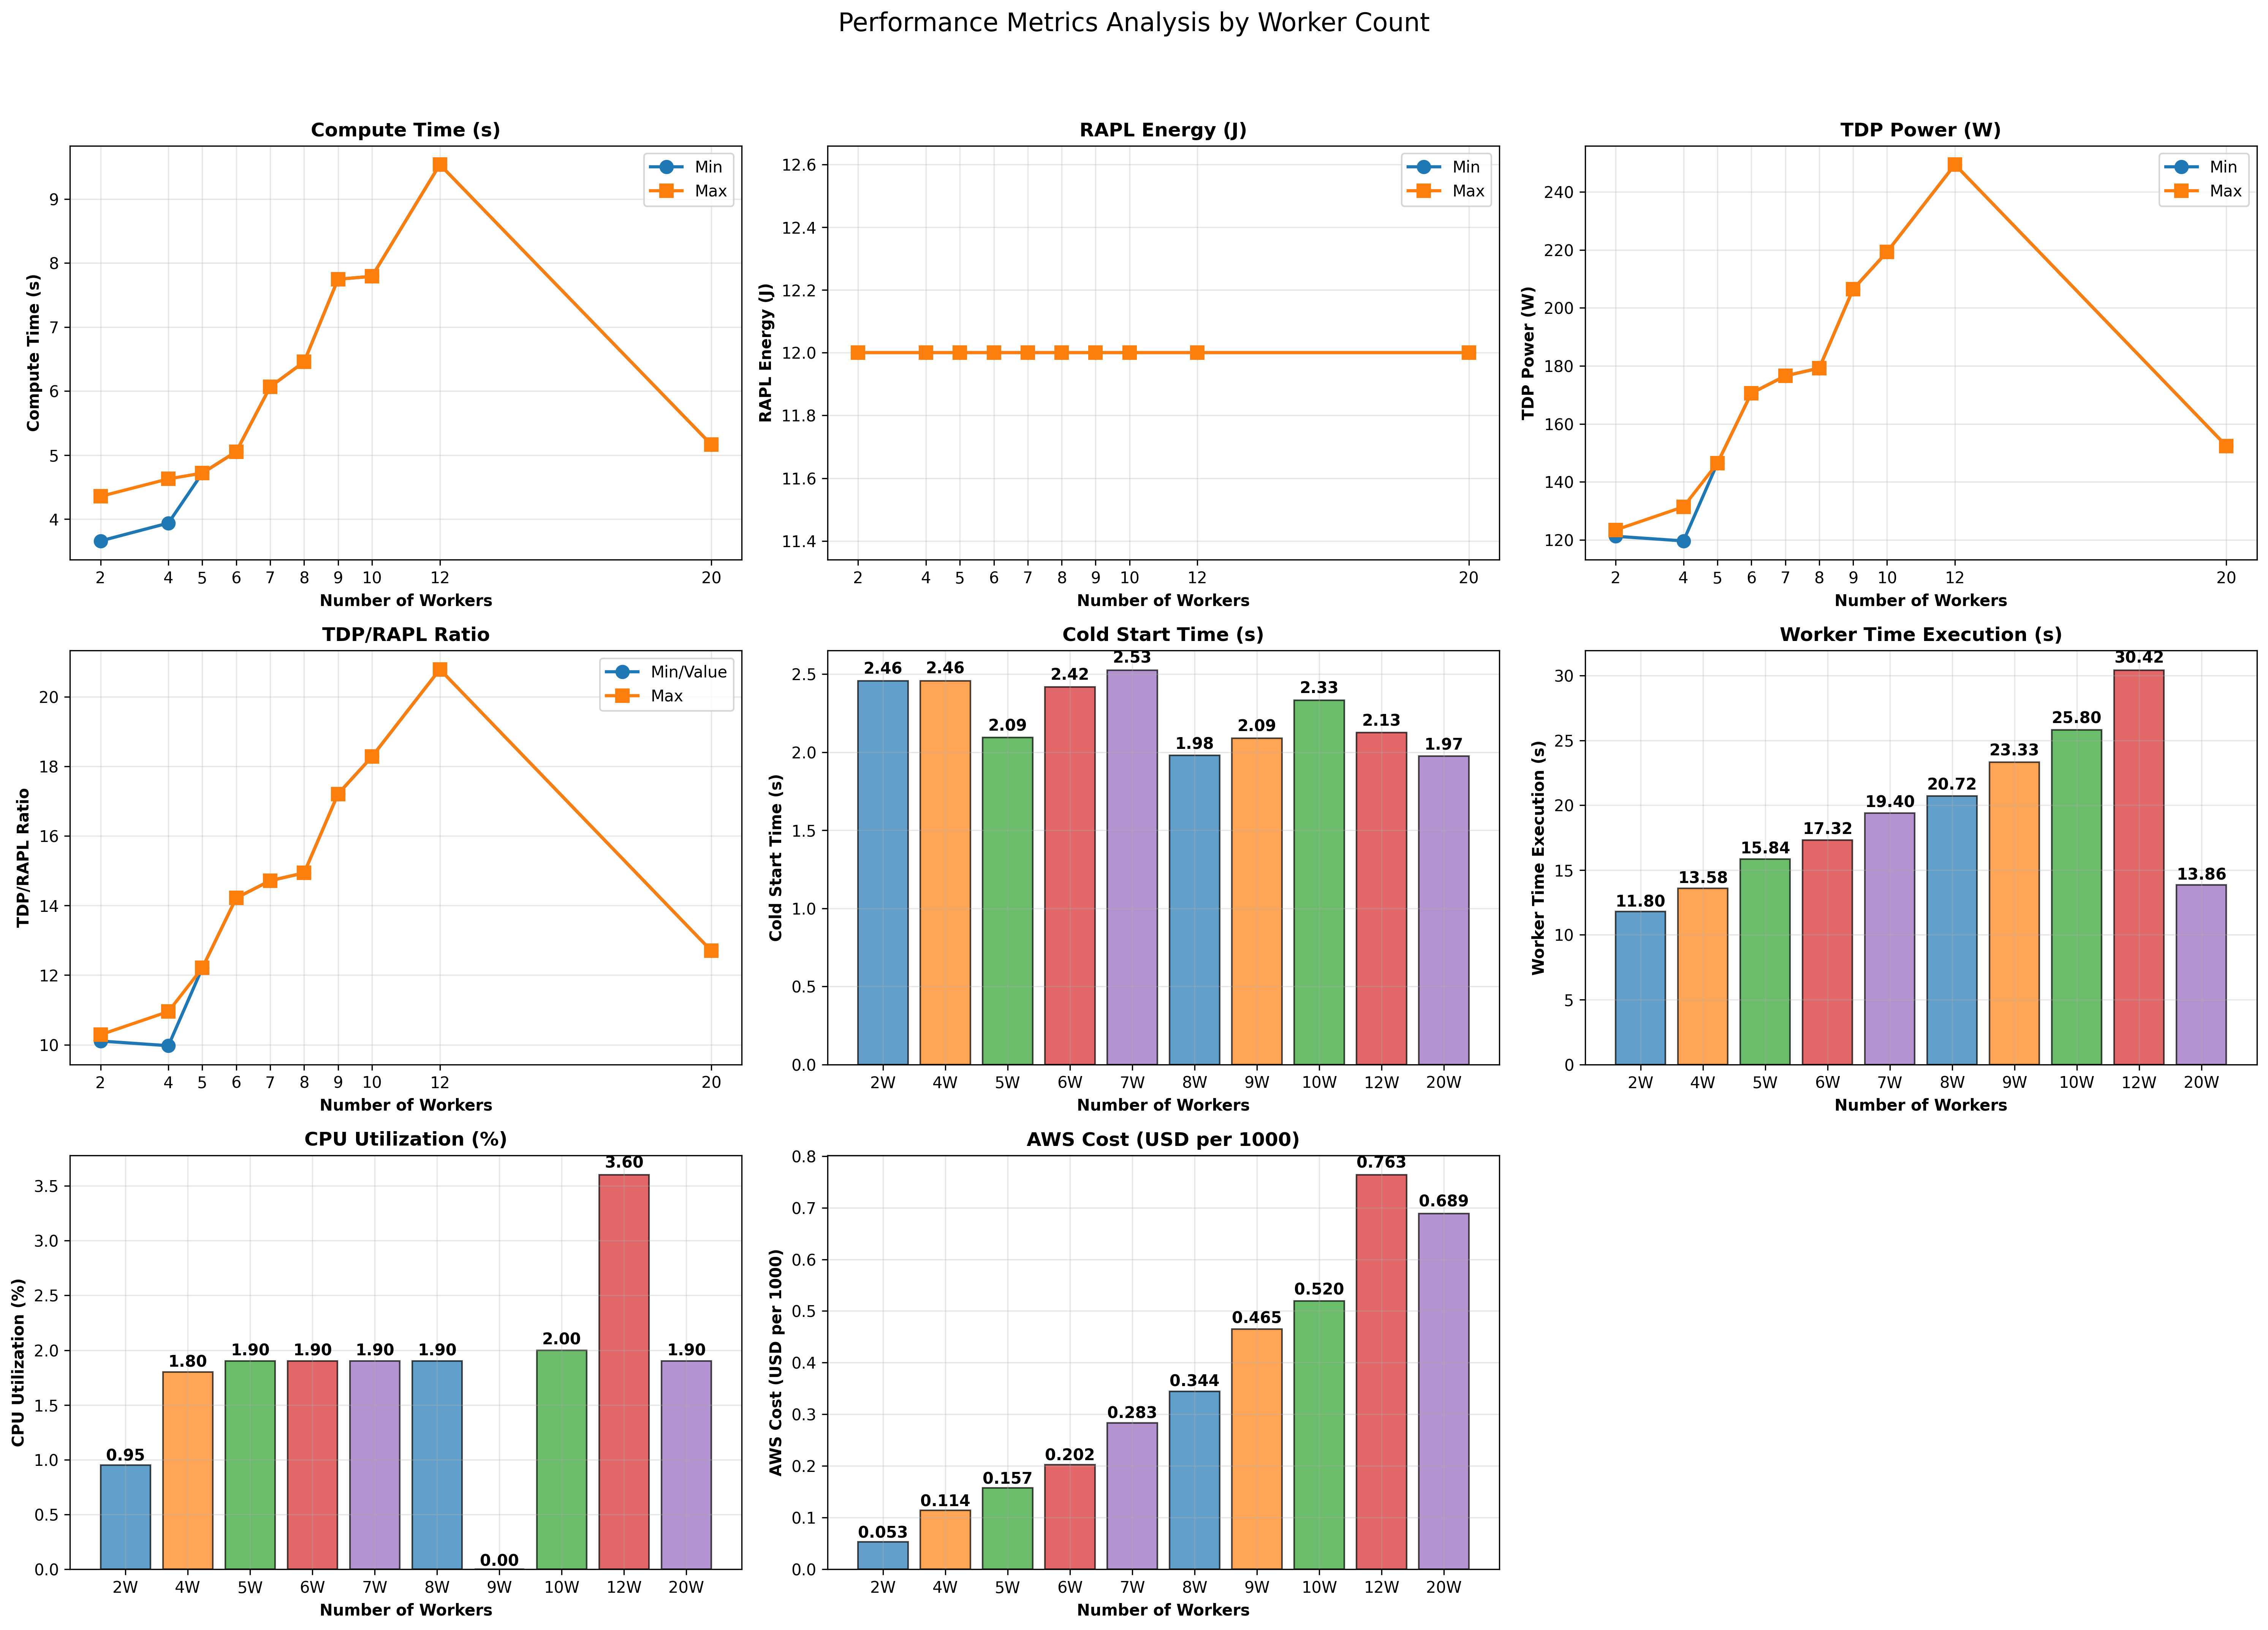 Performance Metrics Analysis by Worker Count
Compute Time (s)
Compute Time (s)
9
8
7
6
5
4
Min
Max
2 4 5 6 7 8 9 10 12 20
Number of Workers
RAPL Energy (J)
RAPL Energy (J)
12.6
12.4
12.2
12.0
11.8
11.6
11.4
Min
Max
2 4 5 6 7 8 9 10 12 20
Number of Workers
TDP Power (W)
TDP Power (W)
240
220
200
180
160
140
120
Min
Max
2 4 5 6 7 8 9 10 12 20
Number of Workers
TDP/RAPL Ratio
TDP/RAPL Ratio
20
18
16
14
12
10
Min/Value
Max
2 4 5 6 7 8 9 10 12 20
Number of Workers
Cold Start Time (s)
Cold Start Time (s)
2.5
2.0
1.5
1.0
0.5
0.0
2.46 2.46 2.09 2.42 2.53 1.98 2.09 2.33 2.13 1.97
2W 4W 5W 6W 7W 8W 9W 10W 12W 20W
Number of Workers
Worker Time Execution (s)
Worker Time Execution (s)
30
25
20
15
10
5
0
11.80 13.58 15.84 17.32 19.40 20.72 23.33 25.80 30.42 13.86
2W 4W 5W 6W 7W 8W 9W 10W 12W 20W
Number of Workers
CPU Utilization (%)
CPU Utilization (%)
3.5
3.0
2.5
2.0
1.5
1.0
0.5
0.0
0.95 1.80 1.90 1.90 1.90 1.90 0.00 2.00 3.60 1.90
2W 4W 5W 6W 7W 8W 9W 10W 12W 20W
Number of Workers
AWS Cost (USD per 1000)
AWS Cost (USD per 1000)
0.8
0.7
0.6
0.5
0.4
0.3
0.2
0.1
0.0
0.053 0.114 0.157 0.202 0.283 0.344 0.465 0.520 0.763 0.689
2W 4W 5W 6W 7W 8W 9W 10W 12W 20W
Number of Workers